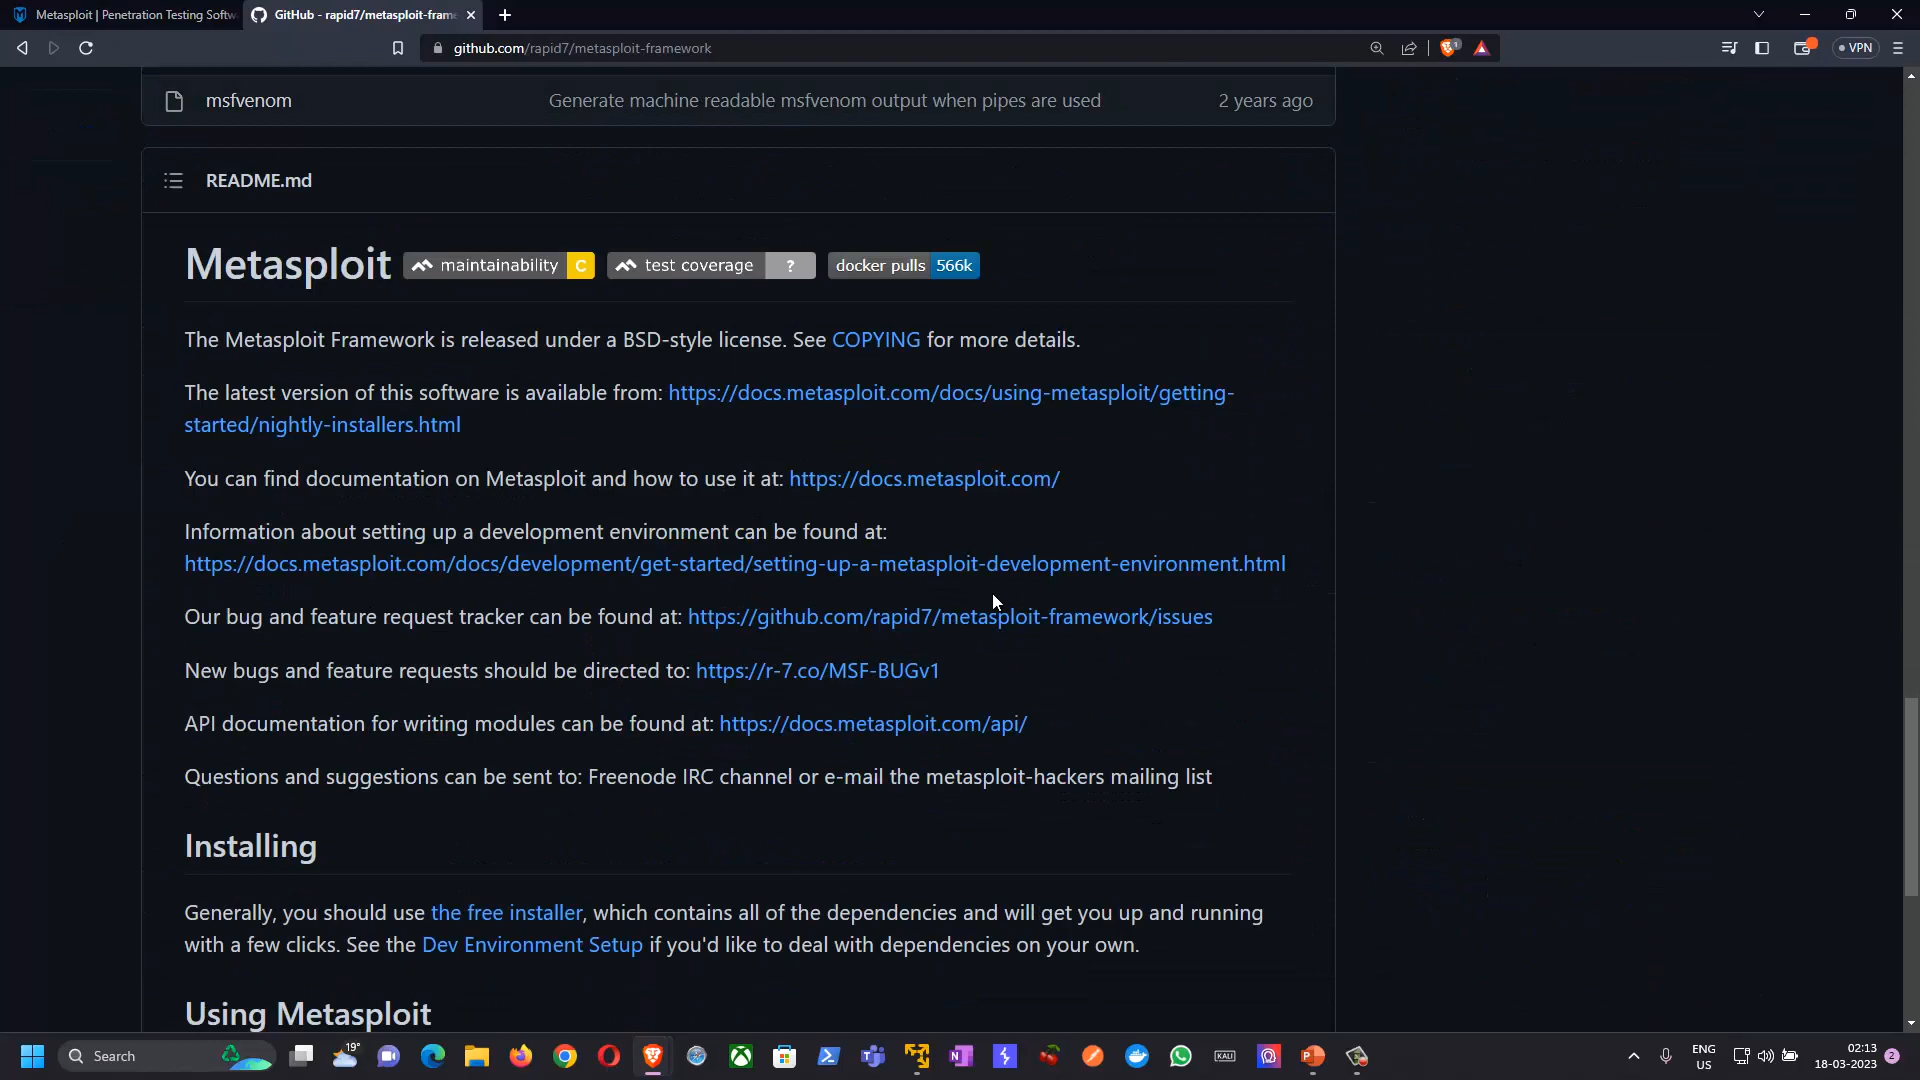 Metasploit | Penetration Testing Softw
GitHub - rapid7/metasploit-fram
github.com/rapid7/metasploit-framework
1
VPN
msfvenom
Generate machine readable msfvenom output when pipes are used
2 years ago
README.md
Metasploit
maintainability C
test coverage ?
docker pulls 566k
The Metasploit Framework is released under a BSD-style license. See COPYING for more details.
The latest version of this software is available from: https://docs.metasploit.com/docs/using-metasploit/getting-
started/nightly-installers.html
You can find documentation on Metasploit and how to use it at: https://docs.metasploit.com/
Information about setting up a development environment can be found at:
https://docs.metasploit.com/docs/development/get-started/setting-up-a-metasploit-development-environment.html
Our bug and feature request tracker can be found at: https://github.com/rapid7/metasploit-framework/issues
New bugs and feature requests should be directed to: https://r-7.co/MSF-BUGv1
API documentation for writing modules can be found at: https://docs.metasploit.com/api/
Questions and suggestions can be sent to: Freenode IRC channel or e-mail the metasploit-hackers mailing list
Installing
Generally, you should use the free installer, which contains all of the dependencies and will get you up and running
with a few clicks. See the Dev Environment Setup if you'd like to deal with dependencies on your own.
Using Metasploit
Search
19°
KALI
ENG
US
02:13
18-03-2023
2